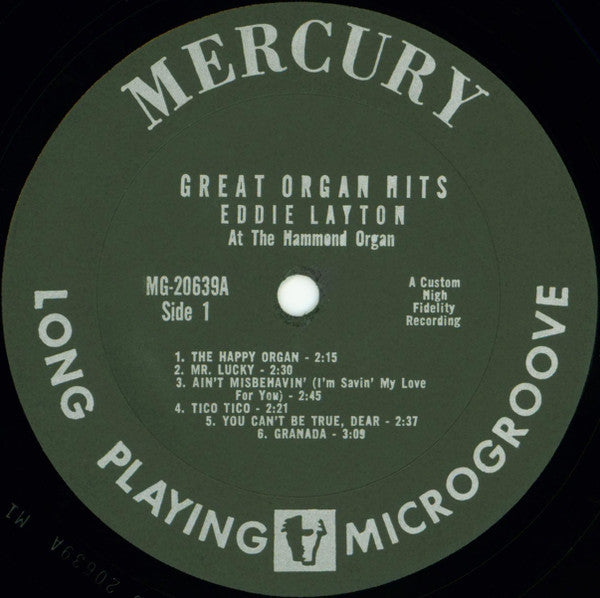 MERCURY
GREAT ORGAN HITS
EDDIE LAYTON
At The Hammond Organ
MG-20639A
Side 1
A Custom
High
Fidelity
Recording
1. THE HAPPY ORGAN - 2:15
2. MR. LUCKY - 2:30
3. AIN'T MISBEHAVIN' (I'm Savin' My Love
For You) - 2:45
4. TICO TICO - 2:21
5. YOU CAN'T BE TRUE, DEAR - 2:37
6. GRANADA - 3:09
LONG PLAYING MICROGROOVE
20639A M1